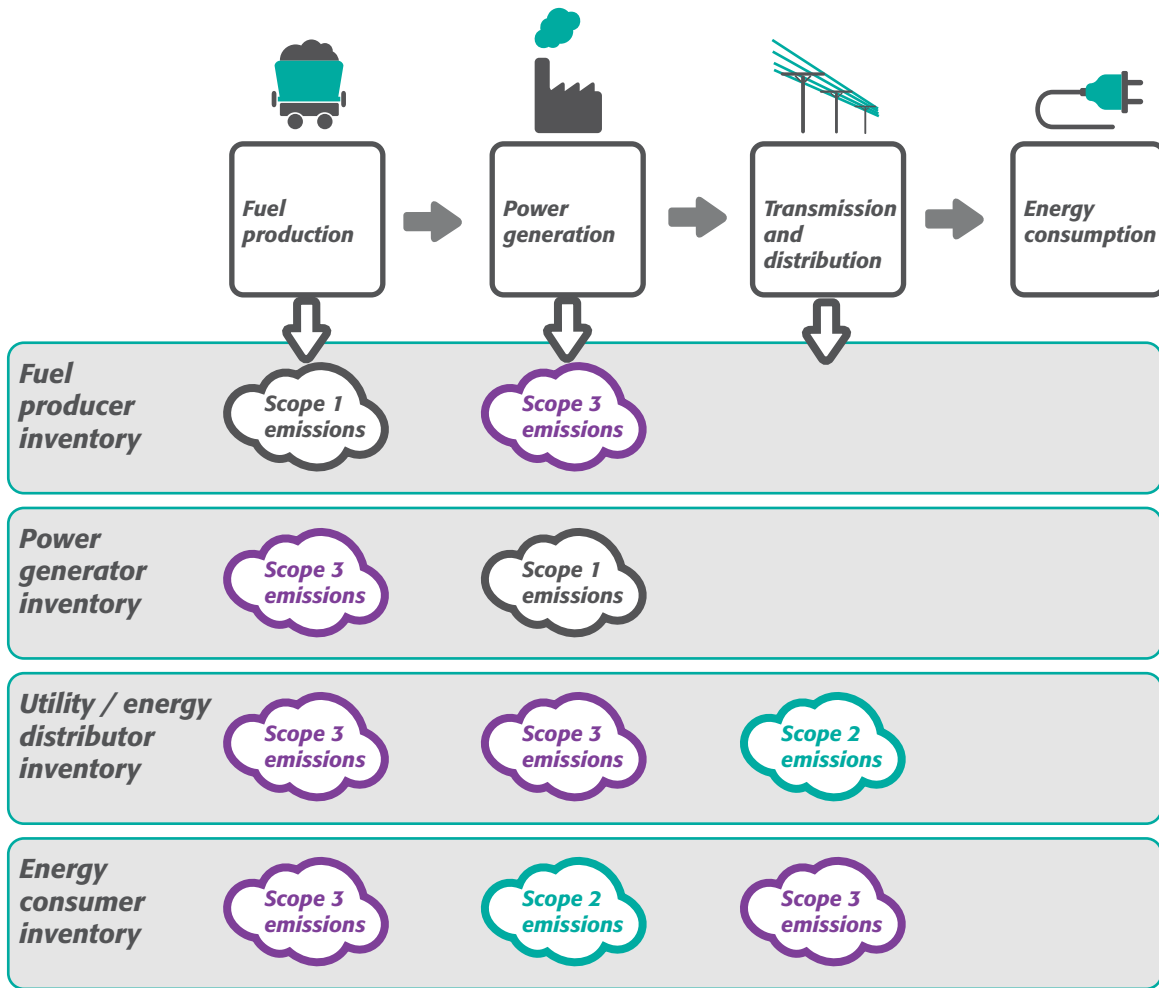 Fuel
production
Power
generation
Transmission
and
distribution
Energy
consumption
Fuel
producer
inventory
Scope 1
emissions
Scope 3
emissions
Power
generator
inventory
Scope 3
emissions
Scope 1
emissions
Utility / energy
distributor
inventory
Scope 3
emissions
Scope 3
emissions
Scope 2
emissions
Energy
consumer
inventory
Scope 3
emissions
Scope 2
emissions
Scope 3
emissions